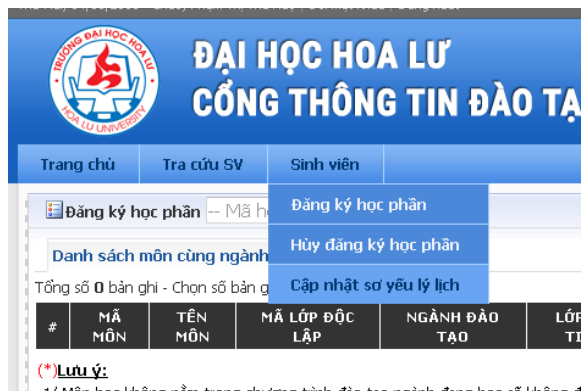 TRƯỜNG ĐẠI HỌC HOA LƯ
HOA LU UNIVERSITY
ĐẠI HỌC HOA LƯ
CỔNG THÔNG TIN ĐÀO TẠ
Trang chủ Tra cứu SV Sinh viên
Đăng ký học phần -- Mã h
Đăng ký học phần
Hủy đăng ký học phần
Cập nhật sơ yếu lý lịch
Danh sách môn cùng ngành
Tổng số 0 bản ghi - Chọn số bản g
# MÃ MÔN TÊN MÔN MÃ LỚP ĐỘC LẬP NGÀNH ĐÀO TẠO LỚP
(*)Lưu ý: